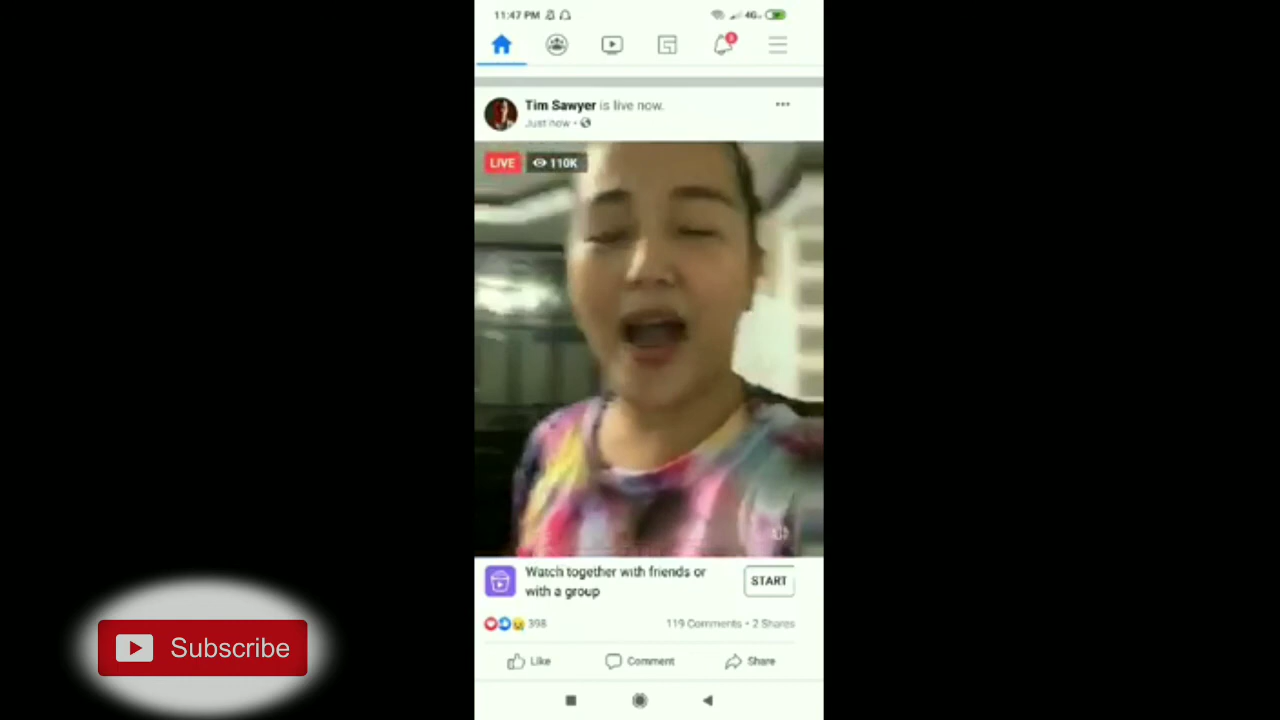 11:47 PM
4G
Tim Sawyer is live now.
Just now
LIVE 110K
Watch together with friends or
with a group
START
398
119 Comments • 2 Shares
Like Comment Share
Subscribe